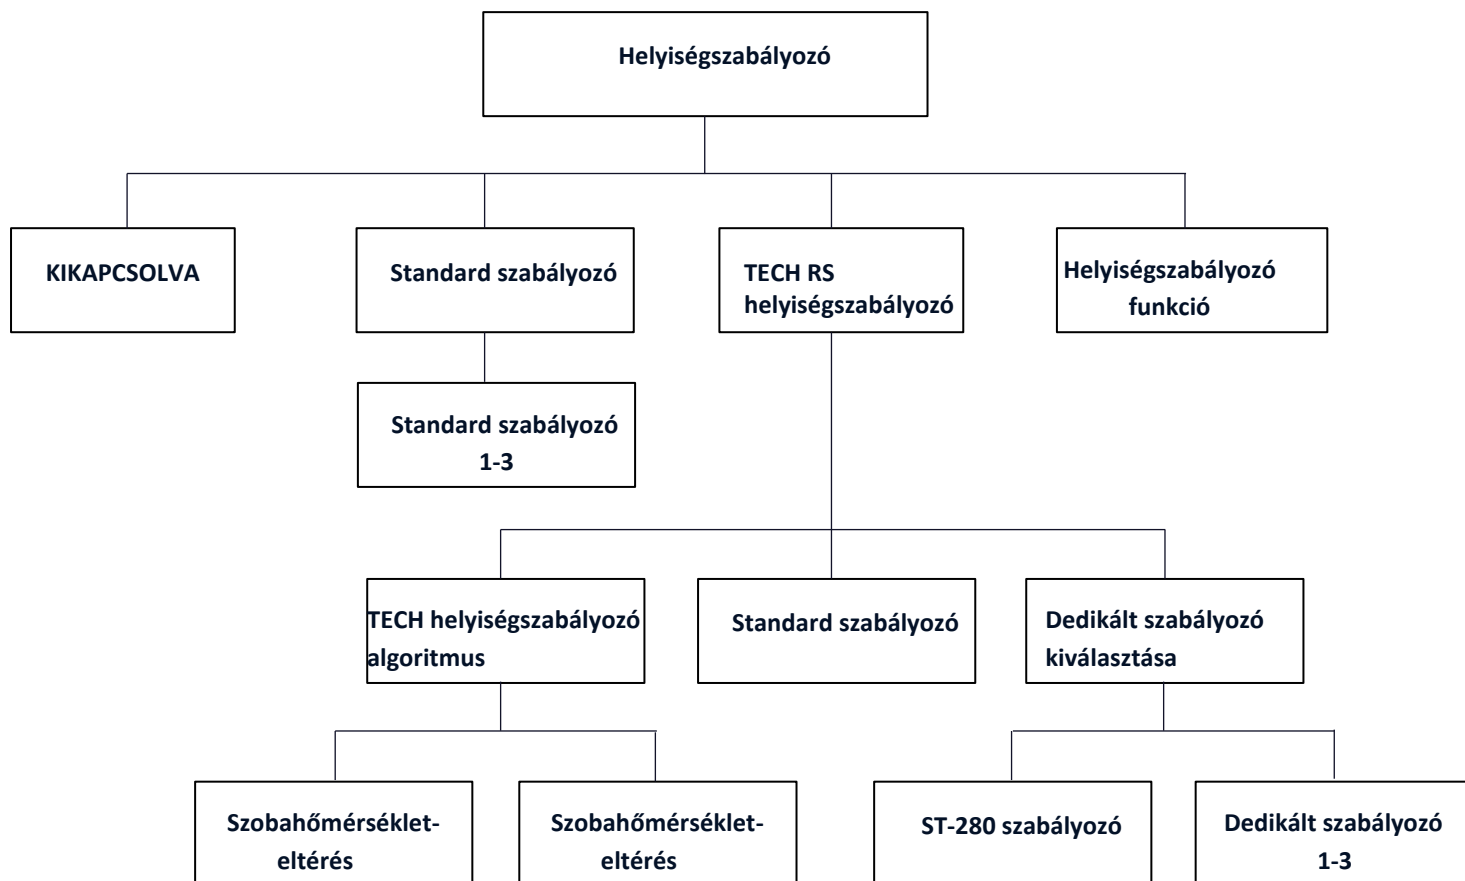 Helyiségszabályozó
KIKAPCSOLVA
Standard szabályozó
TECH RS
helyiségszabályozó
Helyiségszabályozó
funkció
Standard szabályozó
1-3
TECH helyiségszabályozó
algoritmus
Standard szabályozó
Dedikált szabályozó
kiválasztása
Szobahőmérséklet-
eltérés
Szobahőmérséklet-
eltérés
ST-280 szabályozó
Dedikált szabályozó
1-3